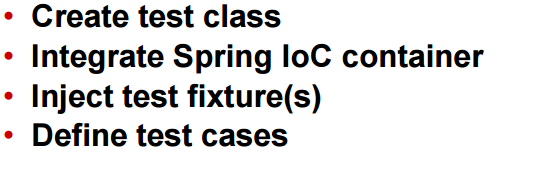 • Create test class
• Integrate Spring IoC container
• Inject test fixture(s)
• Define test cases